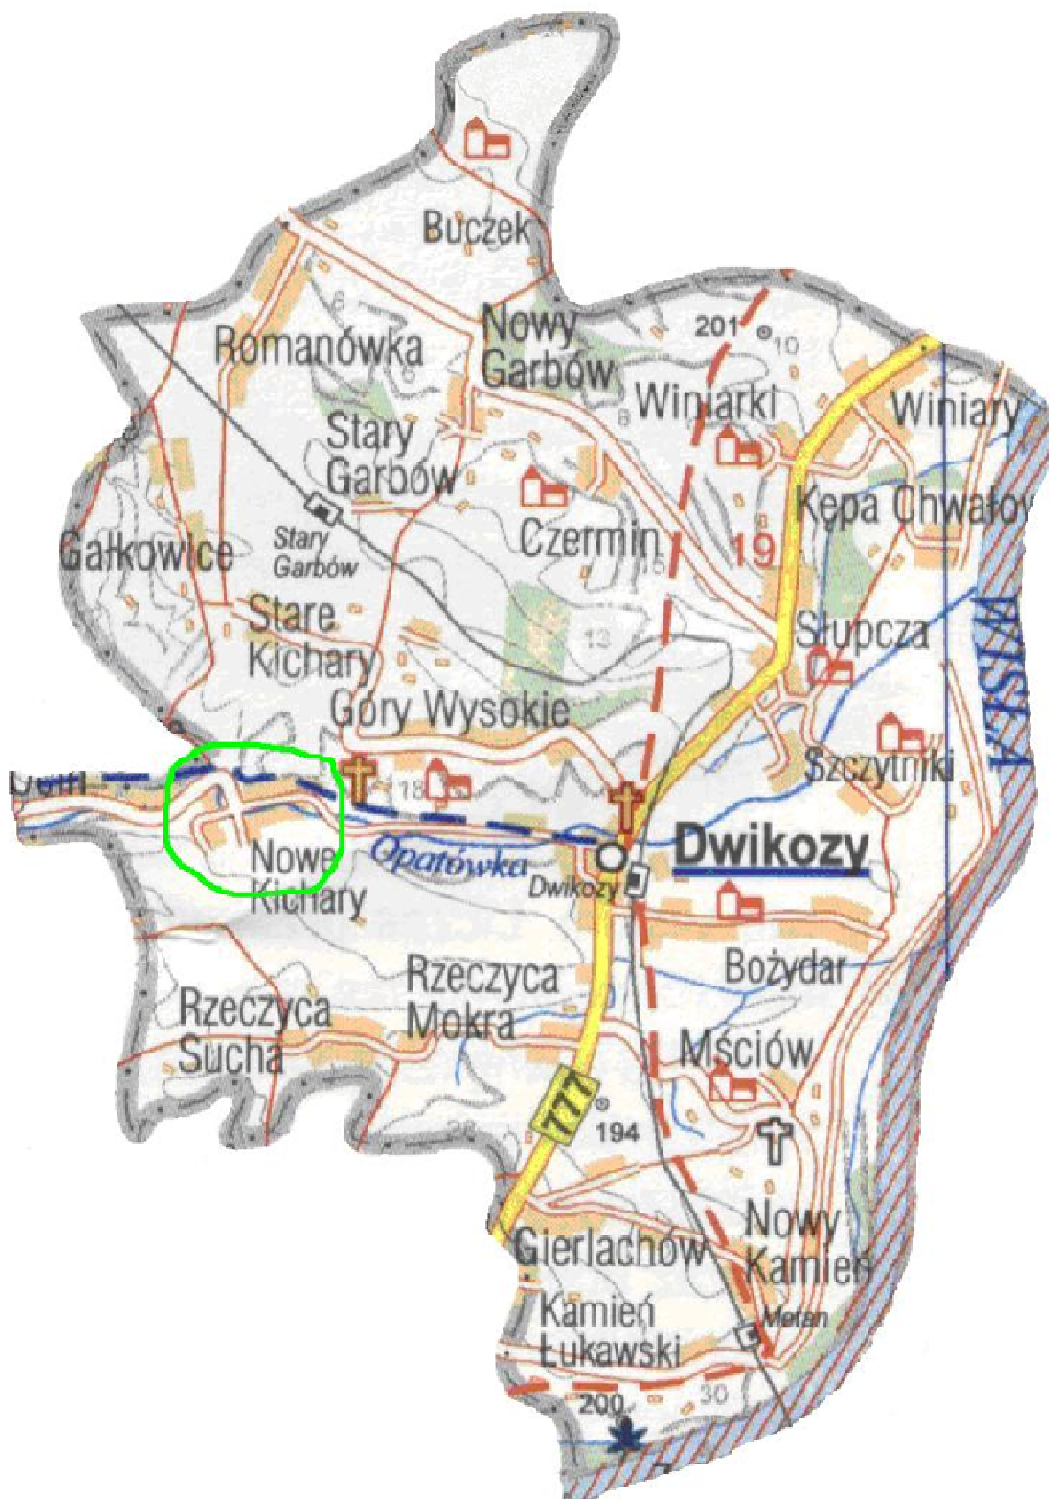 Buczek
Romanówka
Nowy
Garbów
201
10
Winiarki
Winiary
Stary
Garbów
Czermin
19
Kępa Chwałow
Gałkowice
Stary
Garbów
Stare
Kichary
13
Słupcza
WISŁA
Góry Wysokie
18
Szczytniki
Nowe
Kichary
Opatówka
Dwikozy
Dwikozy
Bożydar
Rzeczyca
Sucha
Rzeczyca
Mokra
Mściów
777
194
Gierlachów
Nowy
Kamień
Kamień
Łukawski
Metan
200
30